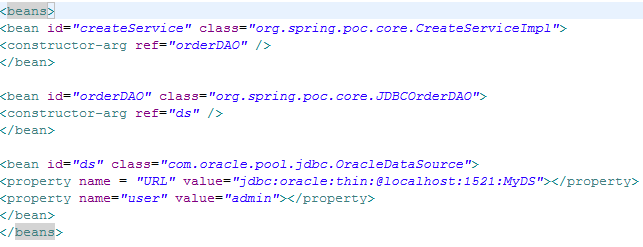 <beans>
<bean id="createService" class="org.spring.poc.core.CreateServiceImpl">
<constructor-arg ref="orderDAO" />
</bean>
<bean id="orderDAO" class="org.spring.poc.core.JDBCOrderDAO">
<constructor-arg ref="ds" />
</bean>
<bean id="ds" class="com.oracle.pool.jdbc.OracleDataSource">
<property name = "URL" value="jdbc:oracle:thin:@localhost:1521:MyDS"></property>
<property name="user" value="admin"></property>
</bean>
</beans>